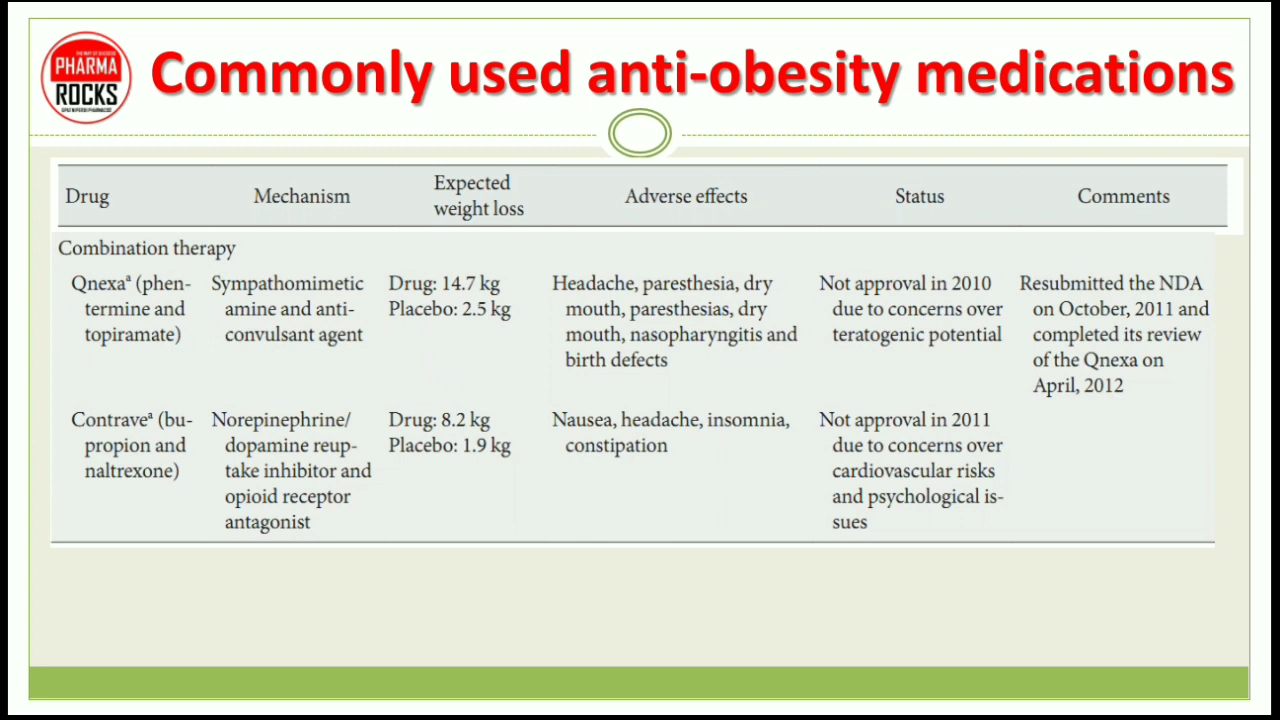 PHARMA
ROCKS
Commonly used anti-obesity medications
Drug Mechanism Expected weight loss Adverse effects Status Comments
Combination therapy
Qnexaª (phen- Sympathomimetic Drug: 14.7 kg Headache, paresthesia, dry Not approval in 2010 Resubmitted the NDA
termine and amine and anti- Placebo: 2.5 kg mouth, paresthesias, dry due to concerns over on October, 2011 and
topiramate) convulsant agent mouth, nasopharyngitis and teratogenic potential completed its review
birth defects of the Qnexa on
April, 2012
Contraveª (bu- Norepinephrine/ Drug: 8.2 kg Nausea, headache, insomnia, Not approval in 2011
propion and dopamine reup- Placebo: 1.9 kg constipation due to concerns over
naltrexone) take inhibitor and cardiovascular risks
opioid receptor and psychological is-
antagonist sues